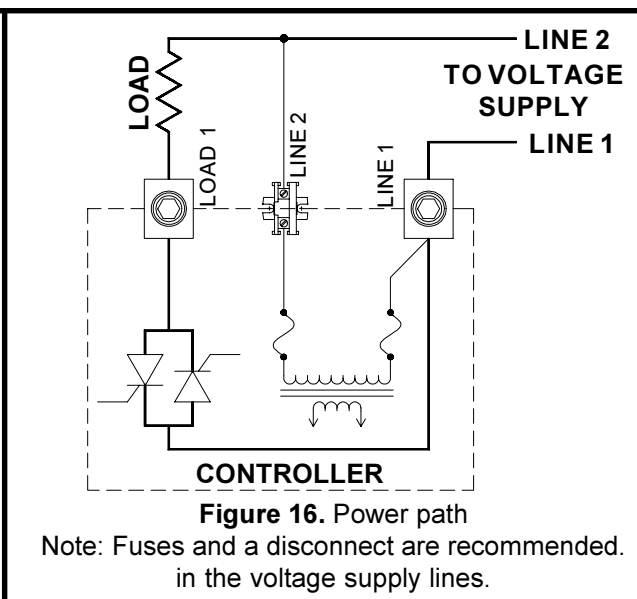 LINE 2
TO VOLTAGE
SUPPLY
LINE 1
LOAD
LOAD 1
LINE 2
LINE 1
CONTROLLER
Figure 16. Power path
Note: Fuses and a disconnect are recommended.
in the voltage supply lines.